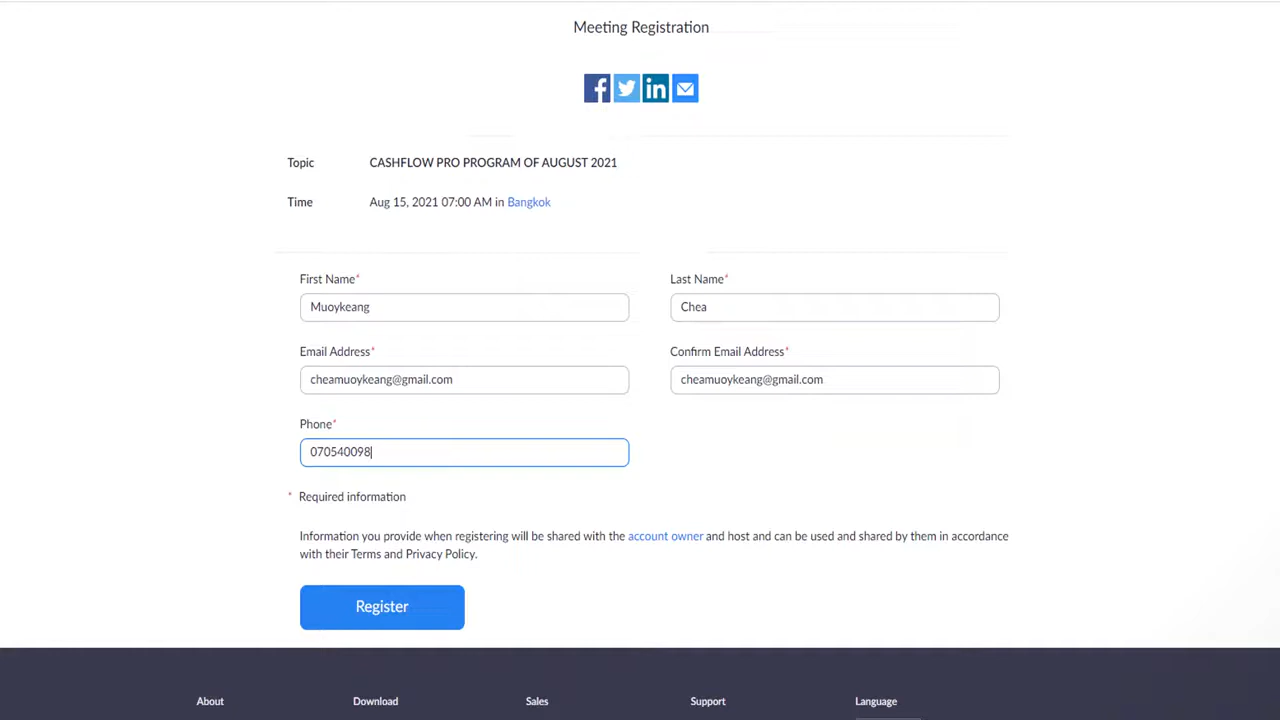 Meeting Registration
Topic CASHFLOW PRO PROGRAM OF AUGUST 2021
Time Aug 15, 2021 07:00 AM in Bangkok
First Name* Last Name*
Muoykeang Chea
Email Address* Confirm Email Address*
cheamuoykeang@gmail.com cheamuoykeang@gmail.com
Phone*
070540098
* Required information
Information you provide when registering will be shared with the account owner and host and can be used and shared by them in accordance
with their Terms and Privacy Policy.
Register
About Download Sales Support Language